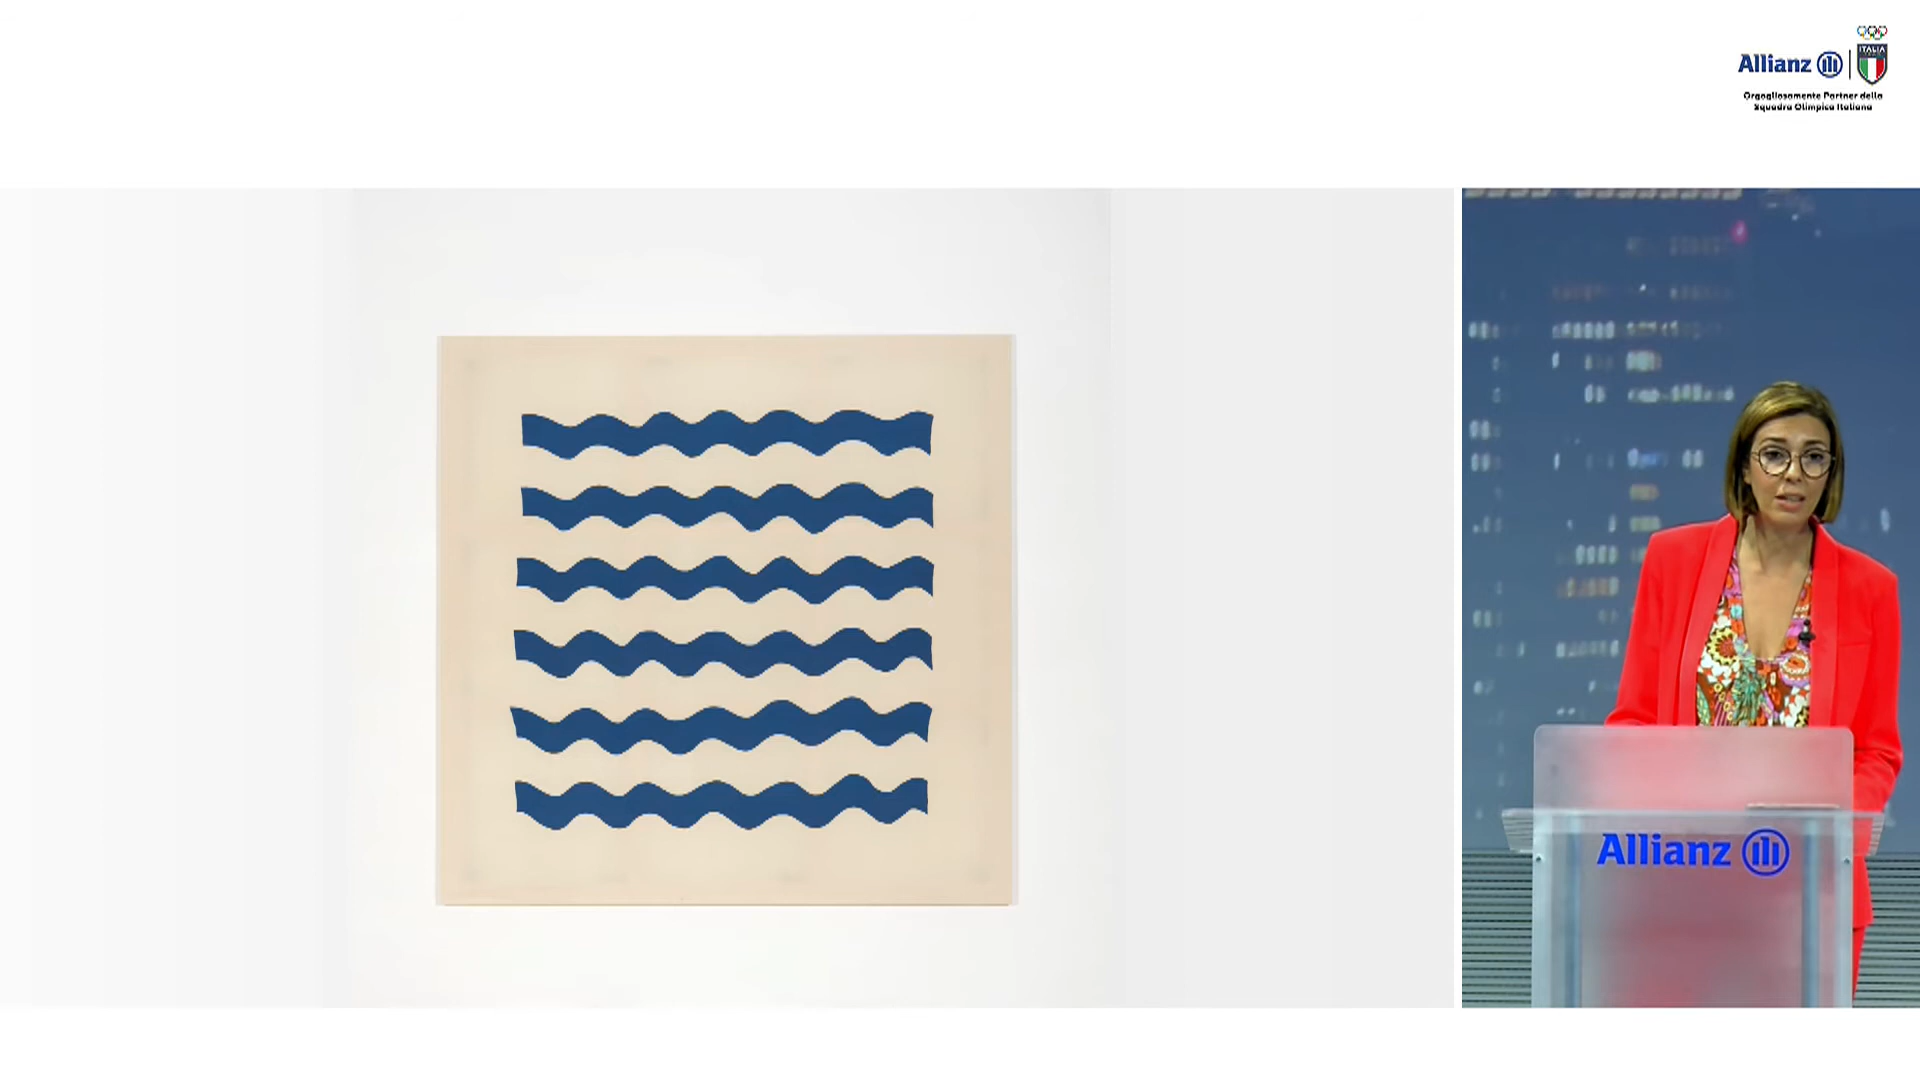 Allianz
ITALIA
Orgogliosamente Partner della
Squadra Olimpica Italiana
Allianz